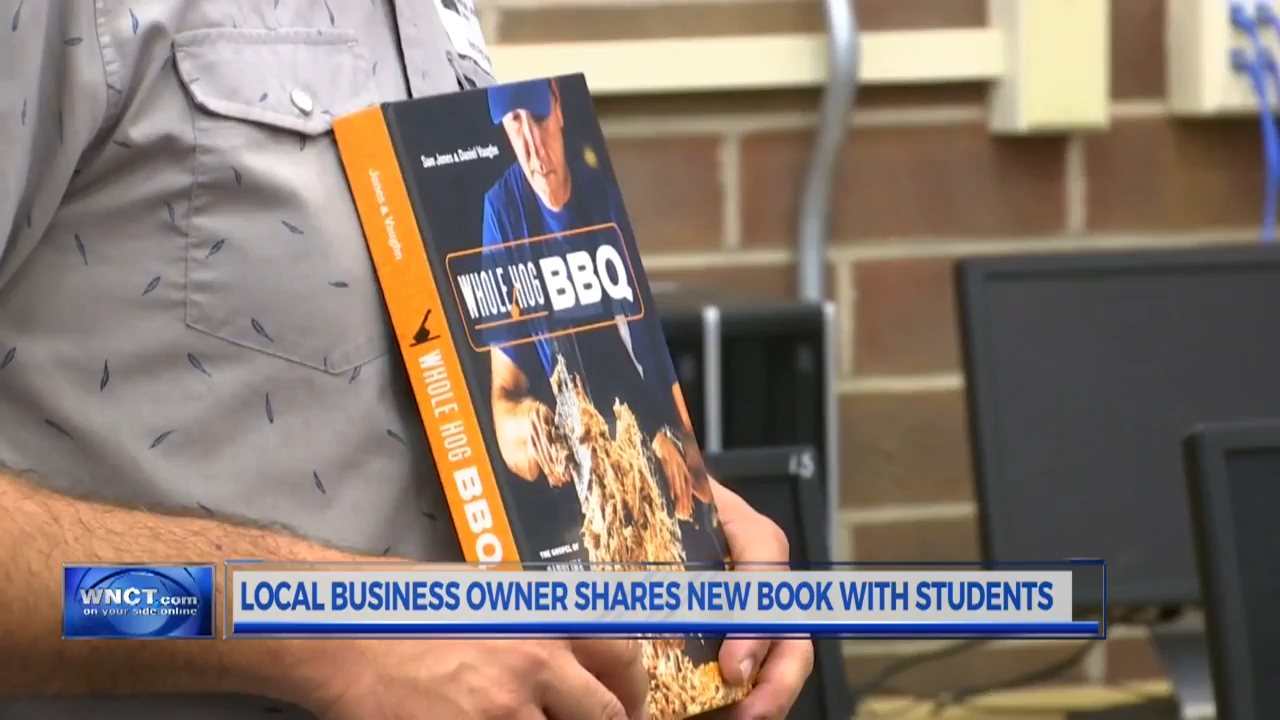 Sam Jones & Daniel Vaughn
Jones & Vaughn
WHOLE HOG BBQ
WHOLE HOG BBQ
THE GOSPEL OF
15
WNCT.com
on your side.online
LOCAL BUSINESS OWNER SHARES NEW BOOK WITH STUDENTS